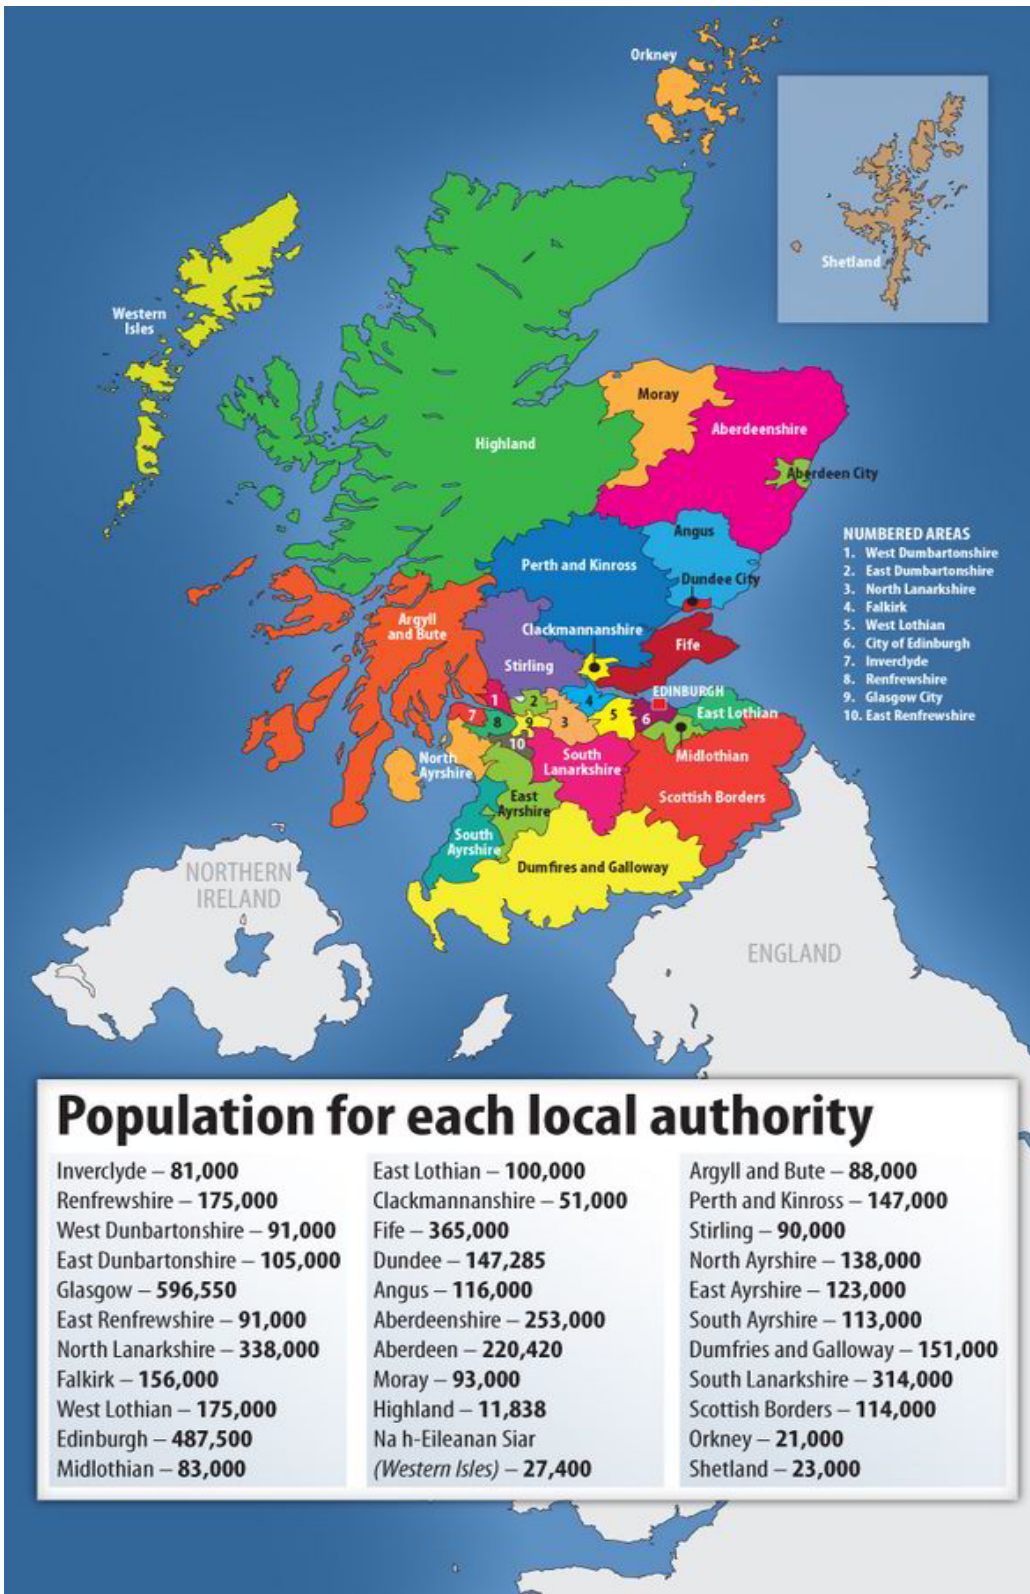 Orkney
Shetland
Western
Isles
Moray
Aberdeenshire
Highland
Aberdeen City
Angus
Perth and Kinross
Dundee City
Argyll
and Bute
Clackmannanshire
Fife
Stirling
EDINBURGH
1
2
3
4
5
6
7
8
9
10
East Lothian
Midlothian
North
Ayrshire
South
Lanarkshire
Scottish Borders
East
Ayrshire
South
Ayrshire
Dumfires and Galloway
NORTHERN
IRELAND
ENGLAND
NUMBERED AREAS
1. West Dumbartonshire
2. East Dumbartonshire
3. North Lanarkshire
4. Falkirk
5. West Lothian
6. City of Edinburgh
7. Inverclyde
8. Renfrewshire
9. Glasgow City
10. East Renfrewshire
Population for each local authority
Inverclyde – 81,000
Renfrewshire – 175,000
West Dunbartonshire – 91,000
East Dunbartonshire – 105,000
Glasgow – 596,550
East Renfrewshire – 91,000
North Lanarkshire – 338,000
Falkirk – 156,000
West Lothian – 175,000
Edinburgh – 487,500
Midlothian – 83,000
East Lothian – 100,000
Clackmannanshire – 51,000
Fife – 365,000
Dundee – 147,285
Angus – 116,000
Aberdeenshire – 253,000
Aberdeen – 220,420
Moray – 93,000
Highland – 11,838
Na h-Eileanan Siar
(Western Isles) – 27,400
Argyll and Bute – 88,000
Perth and Kinross – 147,000
Stirling – 90,000
North Ayrshire – 138,000
East Ayrshire – 123,000
South Ayrshire – 113,000
Dumfries and Galloway – 151,000
South Lanarkshire – 314,000
Scottish Borders – 114,000
Orkney – 21,000
Shetland – 23,000